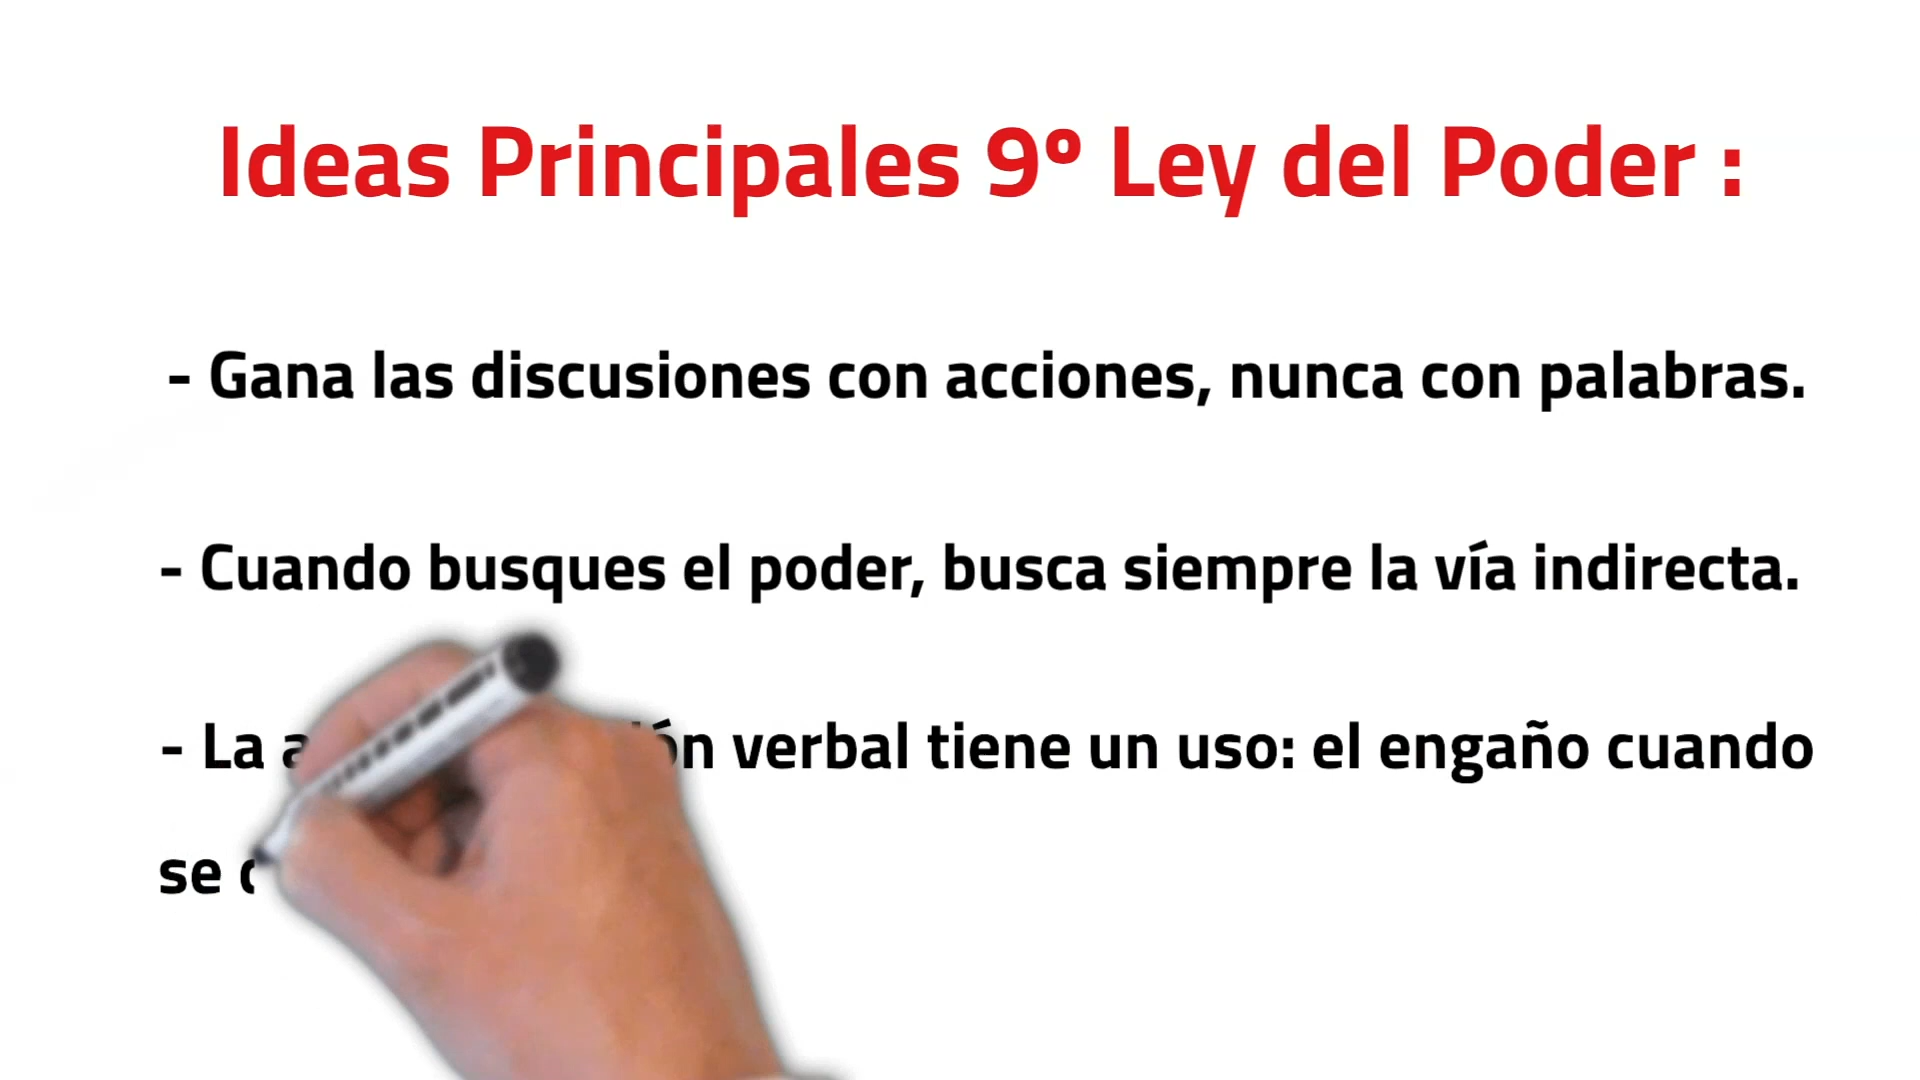 Ideas Principales 9º Ley del Poder :
- Gana las discusiones con acciones, nunca con palabras.
- Cuando busques el poder, busca siempre la vía indirecta.
- La verbal tiene un uso: el engaño cuando
se